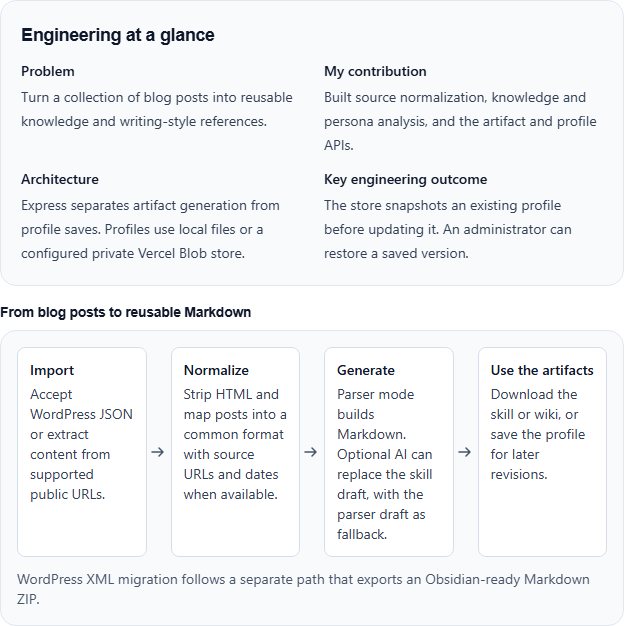 Engineering at a glance
Problem
Turn a collection of blog posts into reusable
knowledge and writing-style references.
My contribution
Built source normalization, knowledge and
persona analysis, and the artifact and profile
APIs.
Architecture
Express separates artifact generation from
profile saves. Profiles use local files or a
configured private Vercel Blob store.
Key engineering outcome
The store snapshots an existing profile
before updating it. An administrator can
restore a saved version.
From blog posts to reusable Markdown
Import
Accept
WordPress JSON
or extract
content from
supported
public URLs.
→
Normalize
Strip HTML and
map posts into a
common format
with source
URLs and dates
when available.
→
Generate
Parser mode
builds
Markdown.
Optional AI can
replace the skill
draft, with the
parser draft as
fallback.
→
Use the artifacts
Download the
skill or wiki, or
save the profile
for later
revisions.
WordPress XML migration follows a separate path that exports an Obsidian-ready Markdown
ZIP.